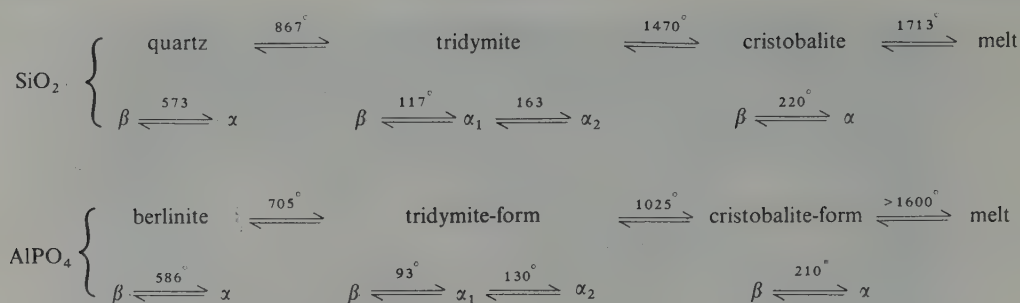 867° 1470° 1713°
quartz ⇌ tridymite ⇌ cristobalite ⇌ melt
SiO₂
573 117° 163 220°
β ⇌ α β ⇌ α₁ ⇌ α₂ β ⇌ α
705° 1025° >1600°
berlinite ⇌ tridymite-form ⇌ cristobalite-form ⇌ melt
AlPO₄
586° 93° 130° 210°
β ⇌ α β ⇌ α₁ ⇌ α₂ β ⇌ α